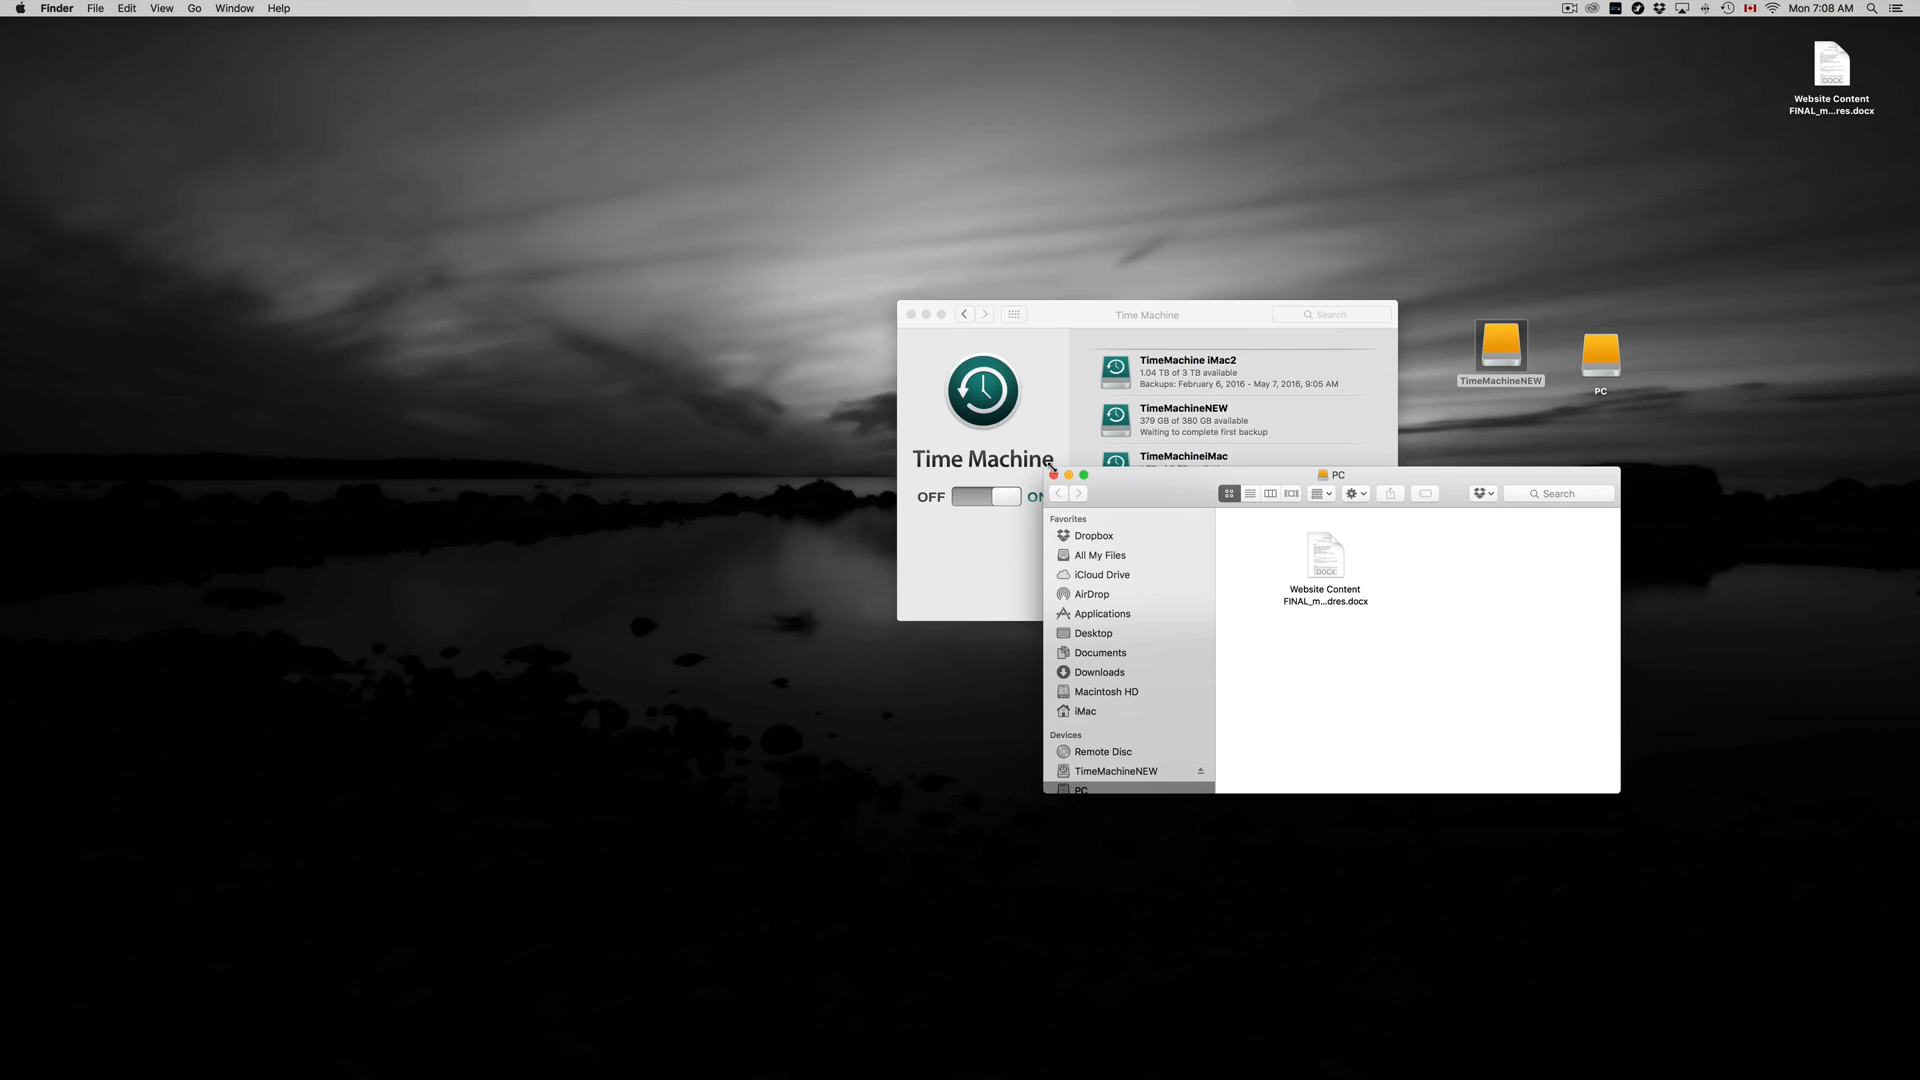 Finder File Edit View Go Window Help
Mon 7:08 AM
DOCX
Website Content
FINAL_m...res.docx
Time Machine
Search
TimeMachine iMac2
1.04 TB of 3 TB available
Backups: February 6, 2016 - May 7, 2016, 9:05 AM
TimeMachineNEW
379 GB of 380 GB available
Waiting to complete first backup
TimeMachineiMac
Time Machine
OFF ON
TimeMachineNEW
PC
PC
Search
Favorites
Dropbox
All My Files
iCloud Drive
AirDrop
Applications
Desktop
Documents
Downloads
Macintosh HD
iMac
Devices
Remote Disc
TimeMachineNEW
PC
DOCX
Website Content
FINAL_m...dres.docx